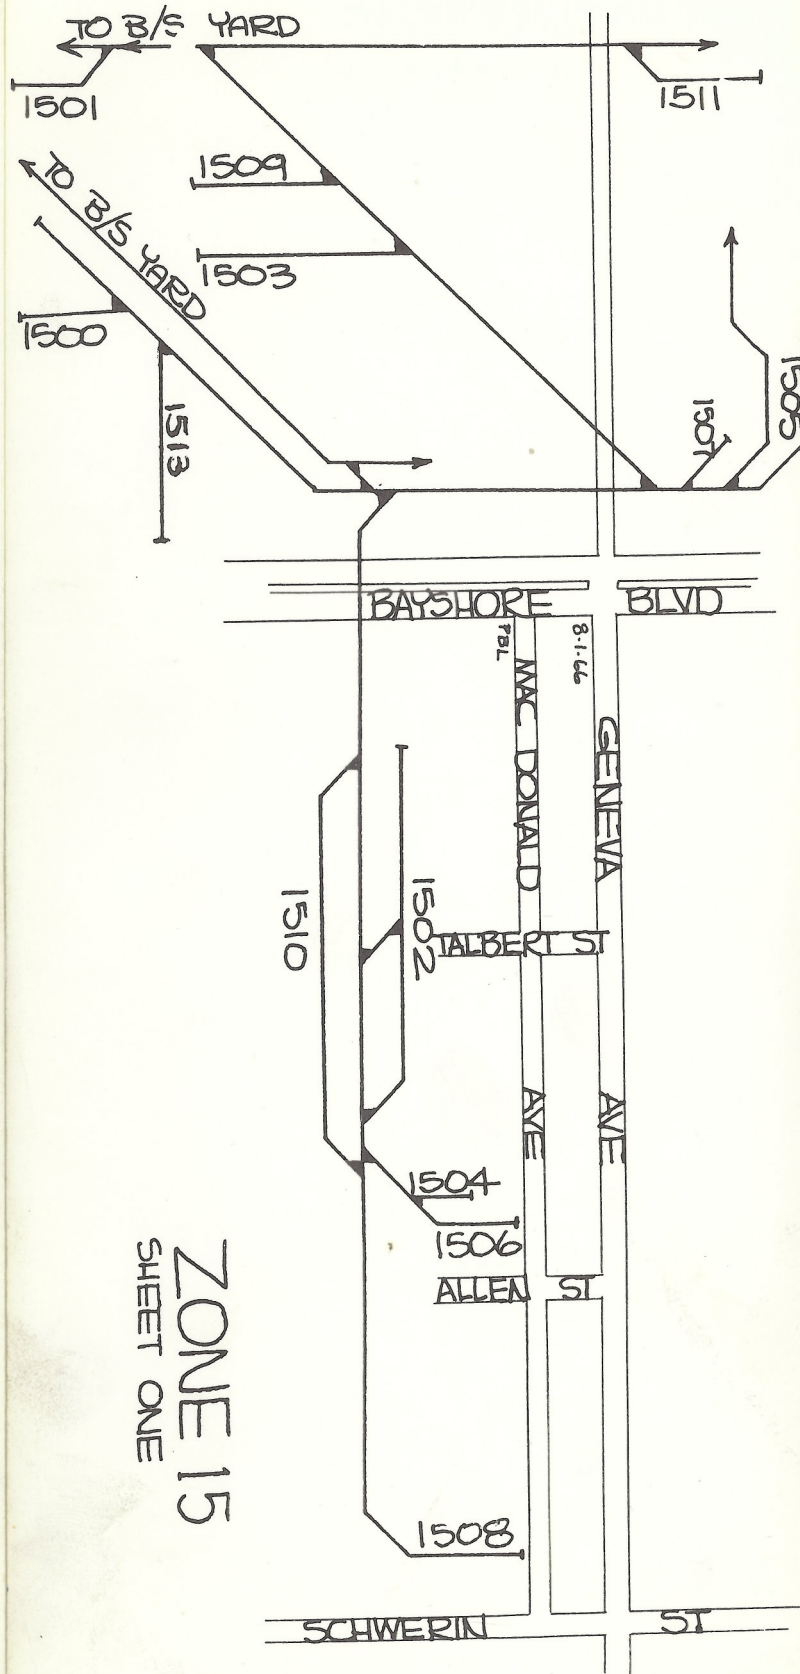 TO B/S YARD
1501
1511
1509
1503
TO B/S YARD
1500
1513
1507
1505
BAYSHORE BLVD
PBL
8-1-66
MAC DONALD AVE
GENEVA AVE
1510
1502
TALBERT ST
1504
1506
ALLEN ST
ZONE 15
SHEET ONE
1508
SCHWERIN ST